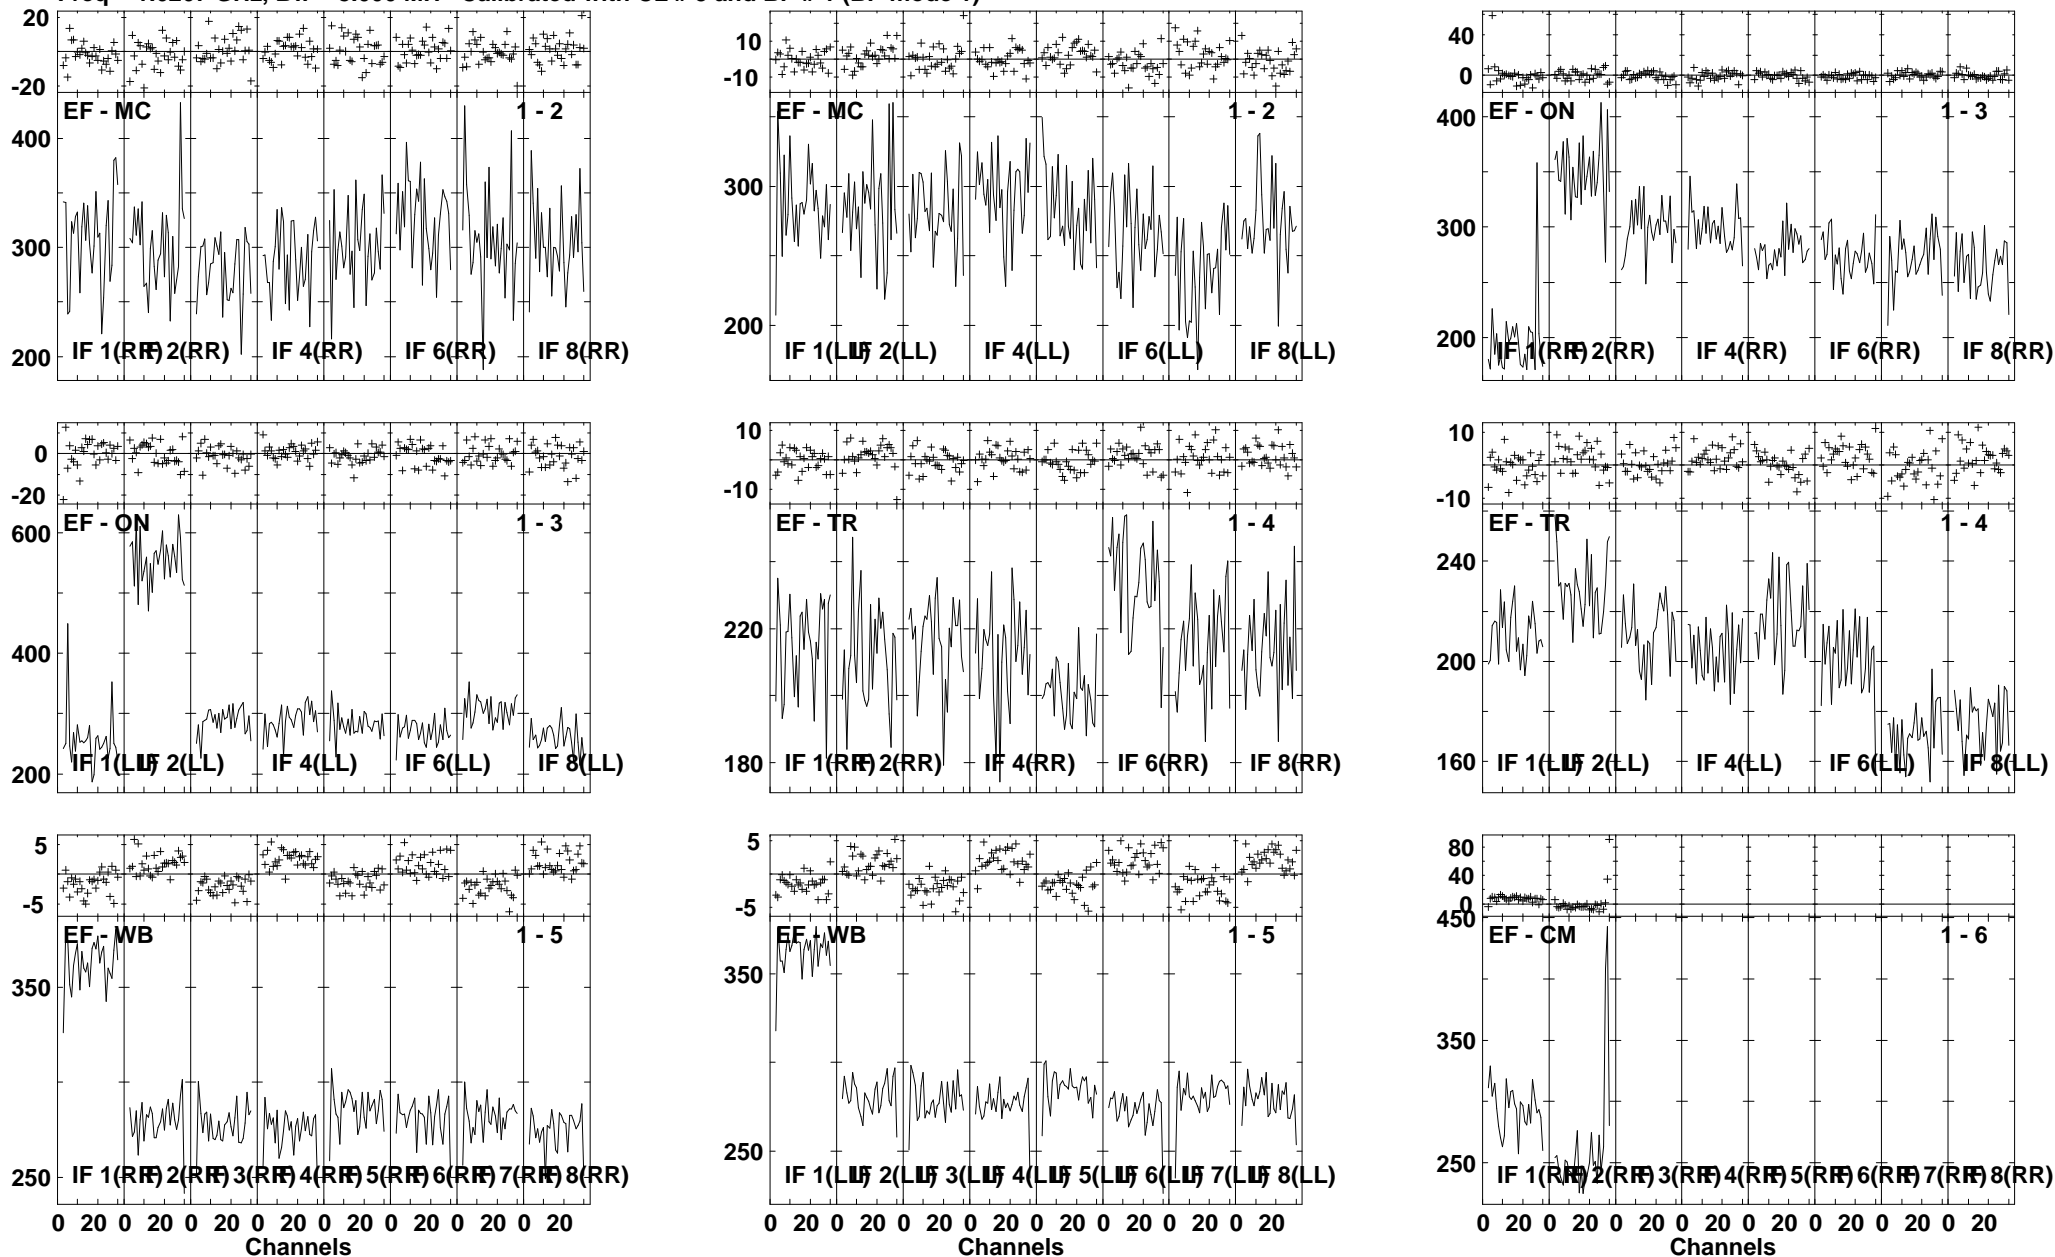 20
0
-20
EF - MC 1 - 2
400
300
200
IF 1(RR) IF 2(RR) IF 4(RR) IF 6(RR) IF 8(RR)
10
-10
EF - MC 1 - 2
300
200
IF 1(LL) IF 2(LL) IF 4(LL) IF 6(LL) IF 8(LL)
40
0
EF - ON 1 - 3
400
300
200
IF 1(RR) IF 2(RR) IF 4(RR) IF 6(RR) IF 8(RR)
0
-20
EF - ON 1 - 3
600
400
200
IF 1(LL) IF 2(LL) IF 4(LL) IF 6(LL) IF 8(LL)
10
-10
EF - TR 1 - 4
220
180
IF 1(RR) IF 2(RR) IF 4(RR) IF 6(RR) IF 8(RR)
10
-10
EF - TR 1 - 4
240
200
160
IF 1(LL) IF 2(LL) IF 4(LL) IF 6(LL) IF 8(LL)
5
-5
EF - WB 1 - 5
350
250
IF 1(RR) IF 2(RR) IF 3(RR) IF 4(RR) IF 5(RR) IF 6(RR) IF 7(RR) IF 8(RR)
0 20 0 20 0 20 0 20 0 20 0 20 0 20 0 20
Channels
5
-5
EF - WB 1 - 5
350
250
IF 1(LL) IF 2(LL) IF 3(LL) IF 4(LL) IF 5(LL) IF 6(LL) IF 7(LL) IF 8(LL)
0 20 0 20 0 20 0 20 0 20 0 20 0 20 0 20
Channels
80
40
0
450
EF - CM 1 - 6
350
250
IF 1(RR) IF 2(RR) IF 3(RR) IF 4(RR) IF 5(RR) IF 6(RR) IF 7(RR) IF 8(RR)
0 20 0 20 0 20 0 20 0 20 0 20 0 20 0 20
Channels